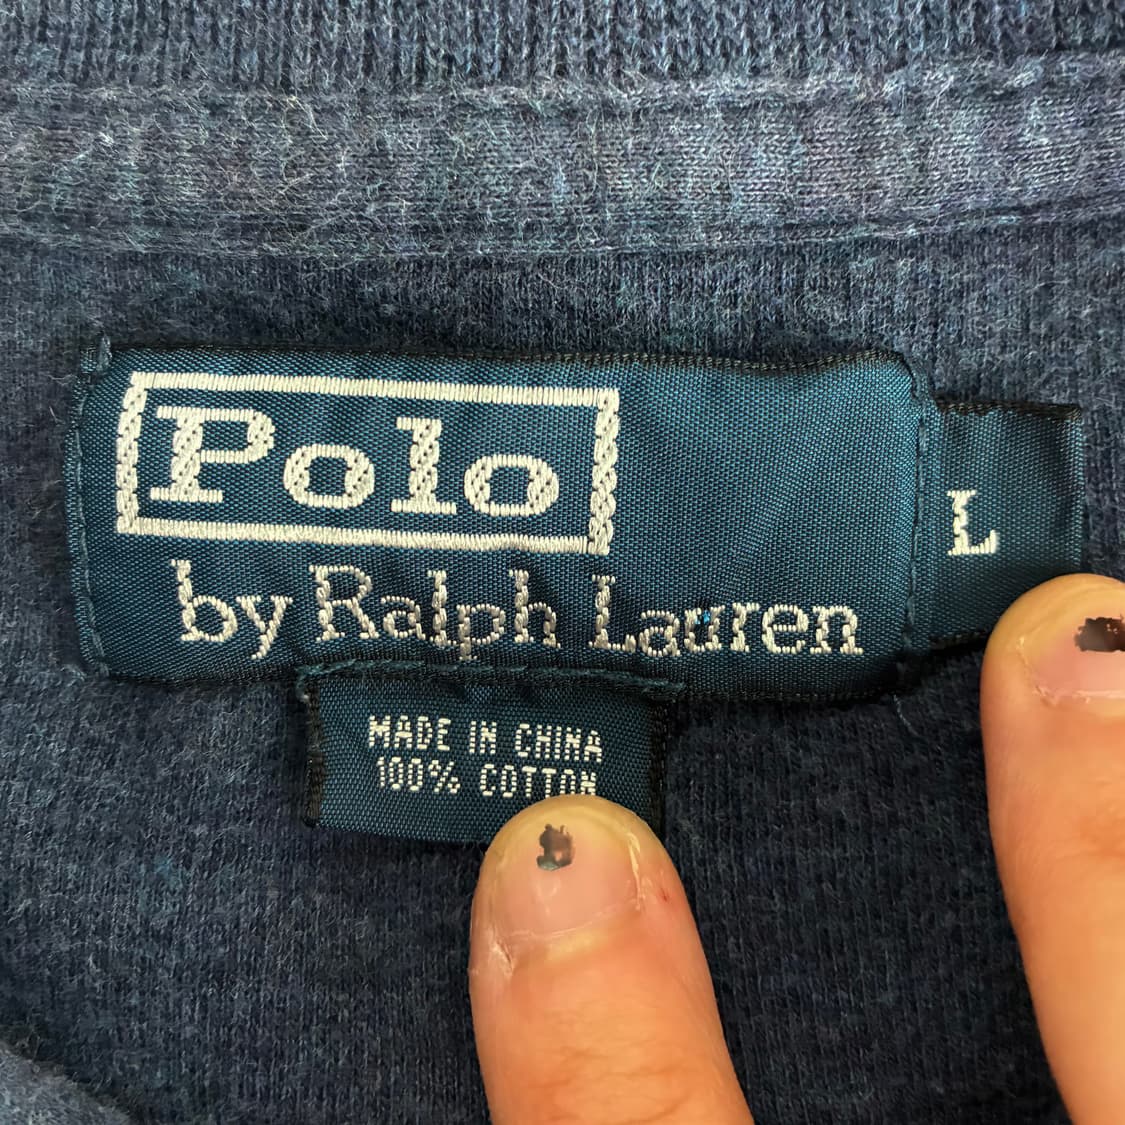 Polo
by Ralph Lauren
L
MADE IN CHINA
100% COTTON